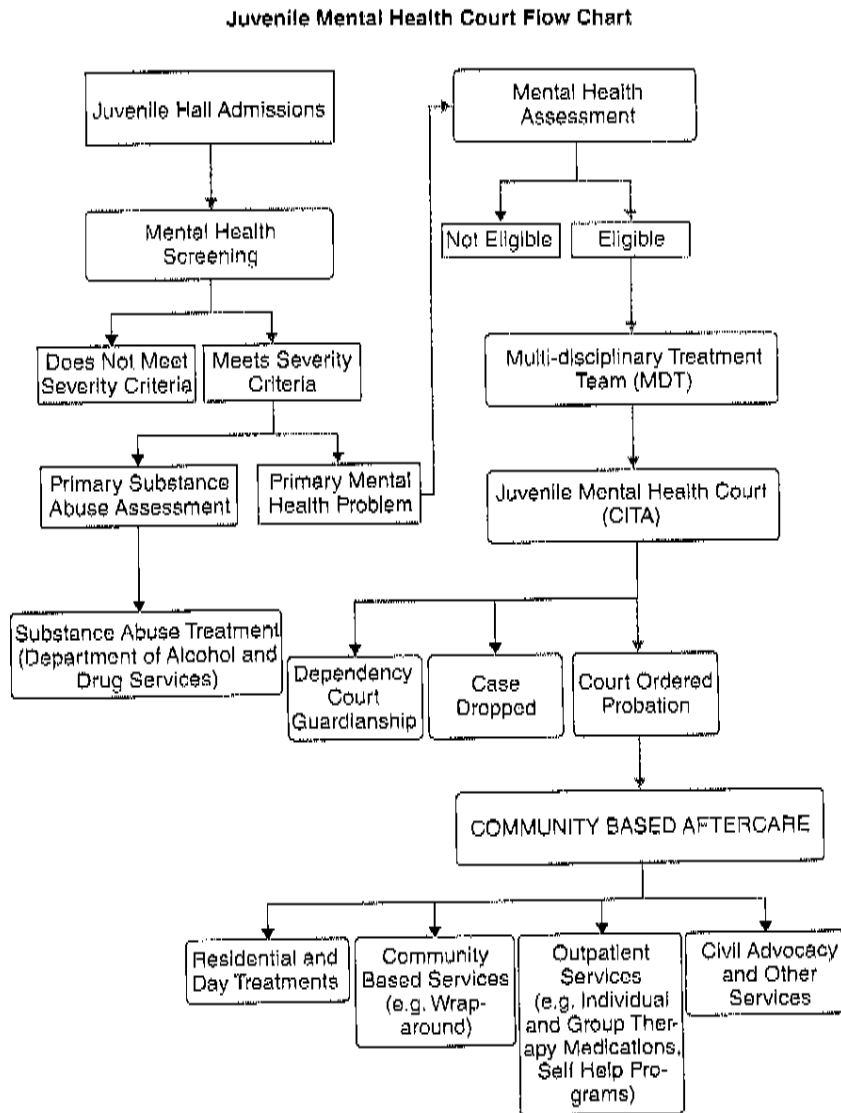 Juvenile Mental Health Court Flow Chart
Juvenile Hall Admissions
Mental Health
Screening
Does Not Meet
Severity Criteria
Meets Severity
Criteria
Primary Substance
Abuse Assessment
Primary Mental
Health Problem
Substance Abuse Treatment
(Department of Alcohol and
Drug Services)
Mental Health
Assessment
Not Eligible
Eligible
Multi-disciplinary Treatment
Team (MDT)
Juvenile Mental Health Court
(CITA)
Dependency
Court
Guardianship
Case
Dropped
Court Ordered
Probation
COMMUNITY BASED AFTERCARE
Residential and
Day Treatments
Community
Based Services
(e.g. Wrap-
around)
Outpatient
Services
(e.g. Individual
and Group Ther-
apy Medications,
Self Help Pro-
grams)
Civil Advocacy
and Other
Services